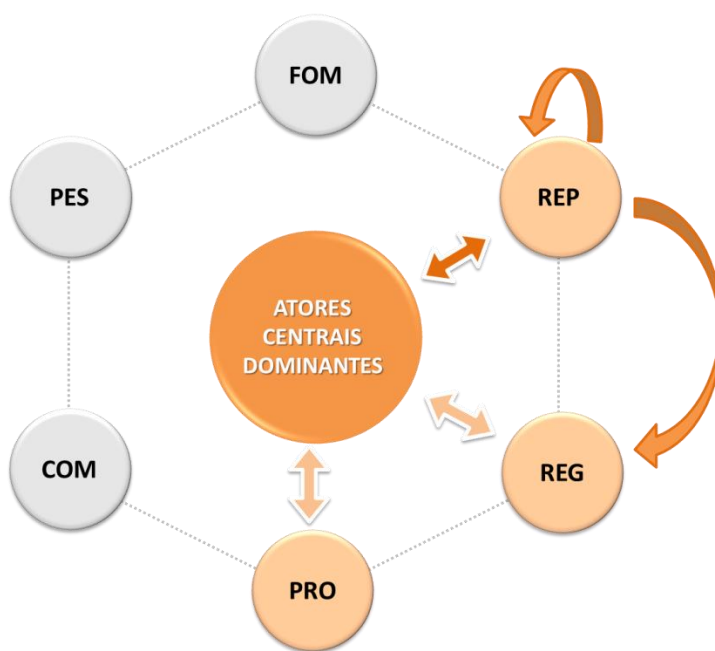 FOM
PES
REP
ATORES
CENTRAIS
DOMINANTES
COM
REG
PRO